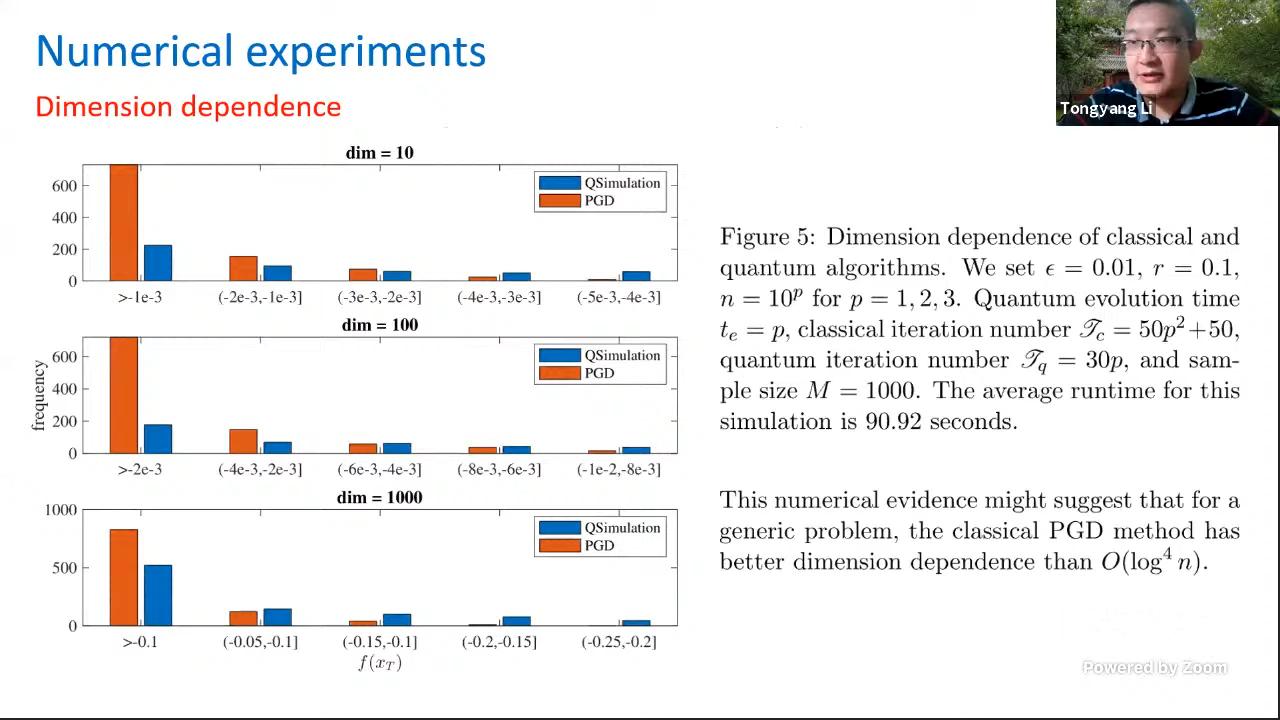 Numerical experiments
Dimension dependence
Tongyang Li
dim = 10
600
400
200
0
QSimulation
PGD
>-1e-3
(-2e-3,-1e-3]
(-3e-3,-2e-3]
(-4e-3,-3e-3]
(-5e-3,-4e-3]
dim = 100
600
400
200
0
QSimulation
PGD
>-2e-3
(-4e-3,-2e-3]
(-6e-3,-4e-3]
(-8e-3,-6e-3]
(-1e-2,-8e-3]
frequency
dim = 1000
1000
500
0
QSimulation
PGD
>-0.1
(-0.05,-0.1]
(-0.15,-0.1]
(-0.2,-0.15]
(-0.25,-0.2]
f(x_T)
Figure 5: Dimension dependence of classical and
quantum algorithms. We set ϵ = 0.01, r = 0.1,
n = 10^p for p = 1, 2, 3. Quantum evolution time
t_e = p, classical iteration number 𝒯_c = 50p^2+50,
quantum iteration number 𝒯_q = 30p, and sam-
ple size M = 1000. The average runtime for this
simulation is 90.92 seconds.
This numerical evidence might suggest that for a
generic problem, the classical PGD method has
better dimension dependence than O(log^4 n).
Powered by Zoom